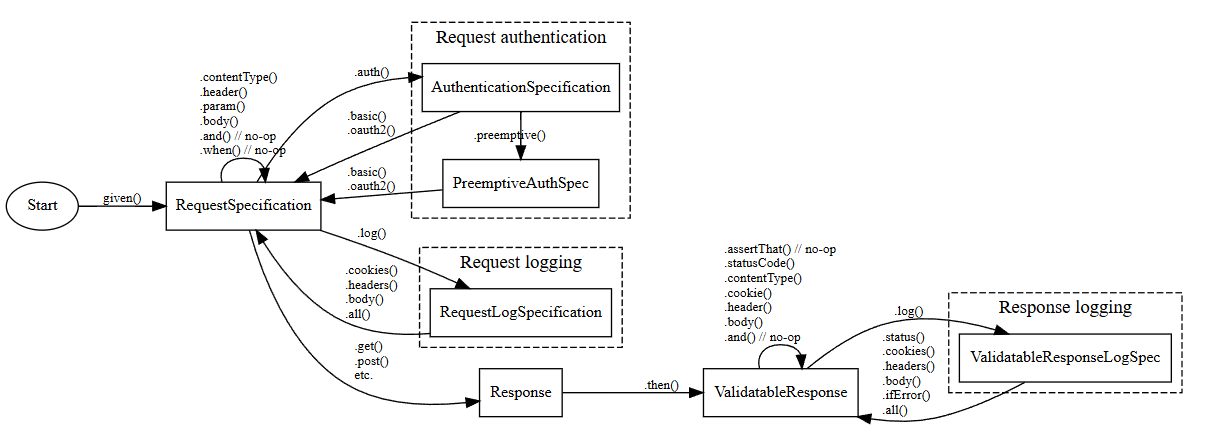 Request authentication
.contentType()
.header()
.param()
.body()
.and() // no-op
.when() // no-op
.auth()
AuthenticationSpecification
.basic()
.oauth2()
.preemptive()
.basic()
.oauth2()
PreemptiveAuthSpec
Start
given()
RequestSpecification
.log()
Request logging
.cookies()
.headers()
.body()
.all()
RequestLogSpecification
.get()
.post()
etc.
Response
.then()
.assertThat() // no-op
.statusCode()
.contentType()
.cookie()
.header()
.body()
.and() // no-op
ValidatableResponse
.log()
Response logging
ValidatableResponseLogSpec
.status()
.cookies()
.headers()
.body()
.ifError()
.all()